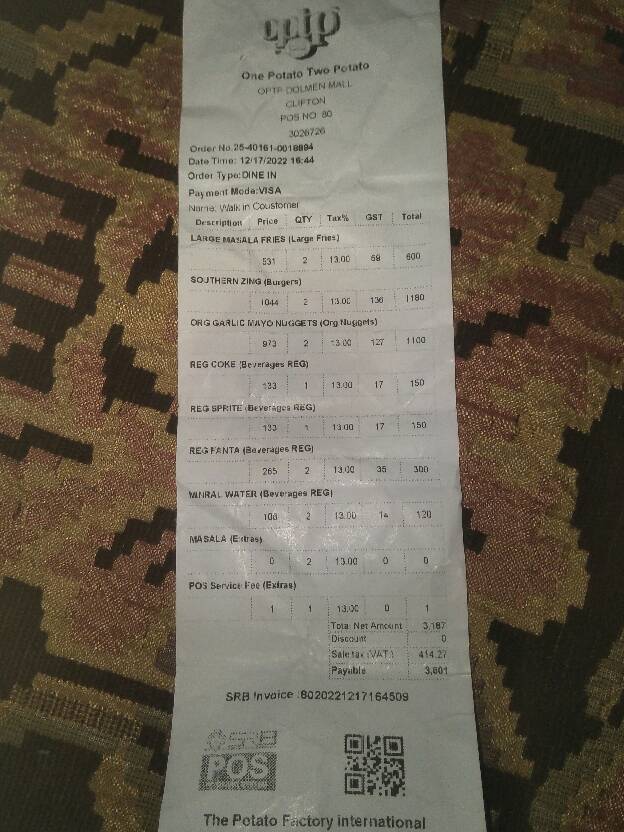 optp
One Potato Two Potato
OPTP DOLMEN MALL
CLIFTON
POS NO: 80
3026726
Order No.25-40161-0018894
Date Time: 12/17/2022 16:44
Order Type:DINE IN
Payment Mode:VISA
Name: Walk in Coustomer
Description Price QTY Tax% GST Total
LARGE MASALA FRIES (Large Fries)
531 2 13.00 69 600
SOUTHERN ZING (Burgers)
1044 2 13.00 136 1180
ORG GARLIC MAYO NUGGETS (Org Nuggets)
973 2 13.00 127 1100
REG COKE (Beverages REG)
133 1 13.00 17 150
REG SPRITE (Beverages REG)
133 1 13.00 17 150
REG FANTA (Beverages REG)
265 2 13.00 35 300
MINRAL WATER (Beverages REG)
106 2 13.00 14 120
MASALA (Extras)
0 2 13.00 0 0
POS Service Fee (Extras)
1 1 13.00 0 1
Total Net Amount 3,187
Discount 0
Sale tax (VAT) 414.27
Payable 3,601
SRB Invoice :8020221217164509
SRB
POS
The Potato Factory international